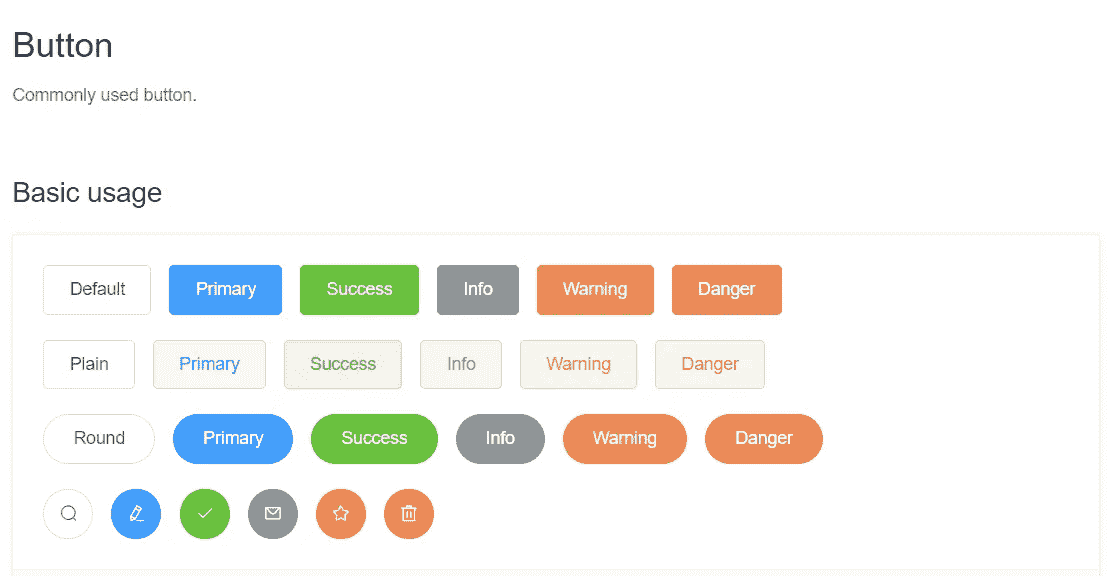 Button
Commonly used button.
Basic usage
Default Primary Success Info Warning Danger
Plain Primary Success Info Warning Danger
Round Primary Success Info Warning Danger